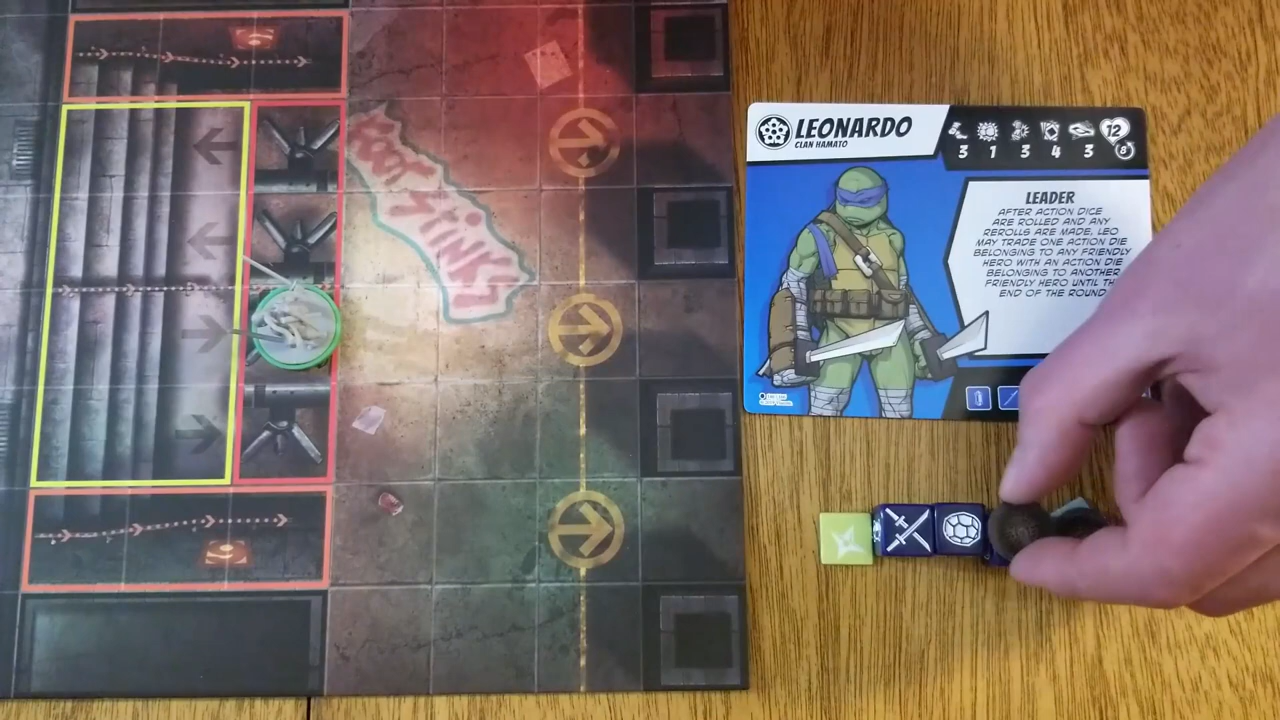 FOOT STINKS
LEONARDO
CLAN HAMATO
3 1 3 4 3 12
8
LEADER
AFTER ACTION DICE
ARE ROLLED AND ANY
REROLLS ARE MADE, LEO
MAY TRADE ONE ACTION DIE
BELONGING TO ANY FRIENDLY
HERO WITH AN ACTION DIE
BELONGING TO ANOTHER
FRIENDLY HERO UNTIL
END OF THE ROUND